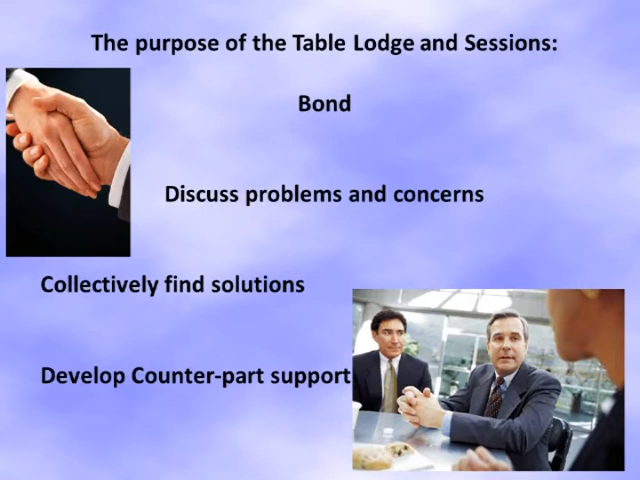 The purpose of the Table Lodge and Sessions:
Bond
Discuss problems and concerns
Collectively find solutions
Develop Counter-part support